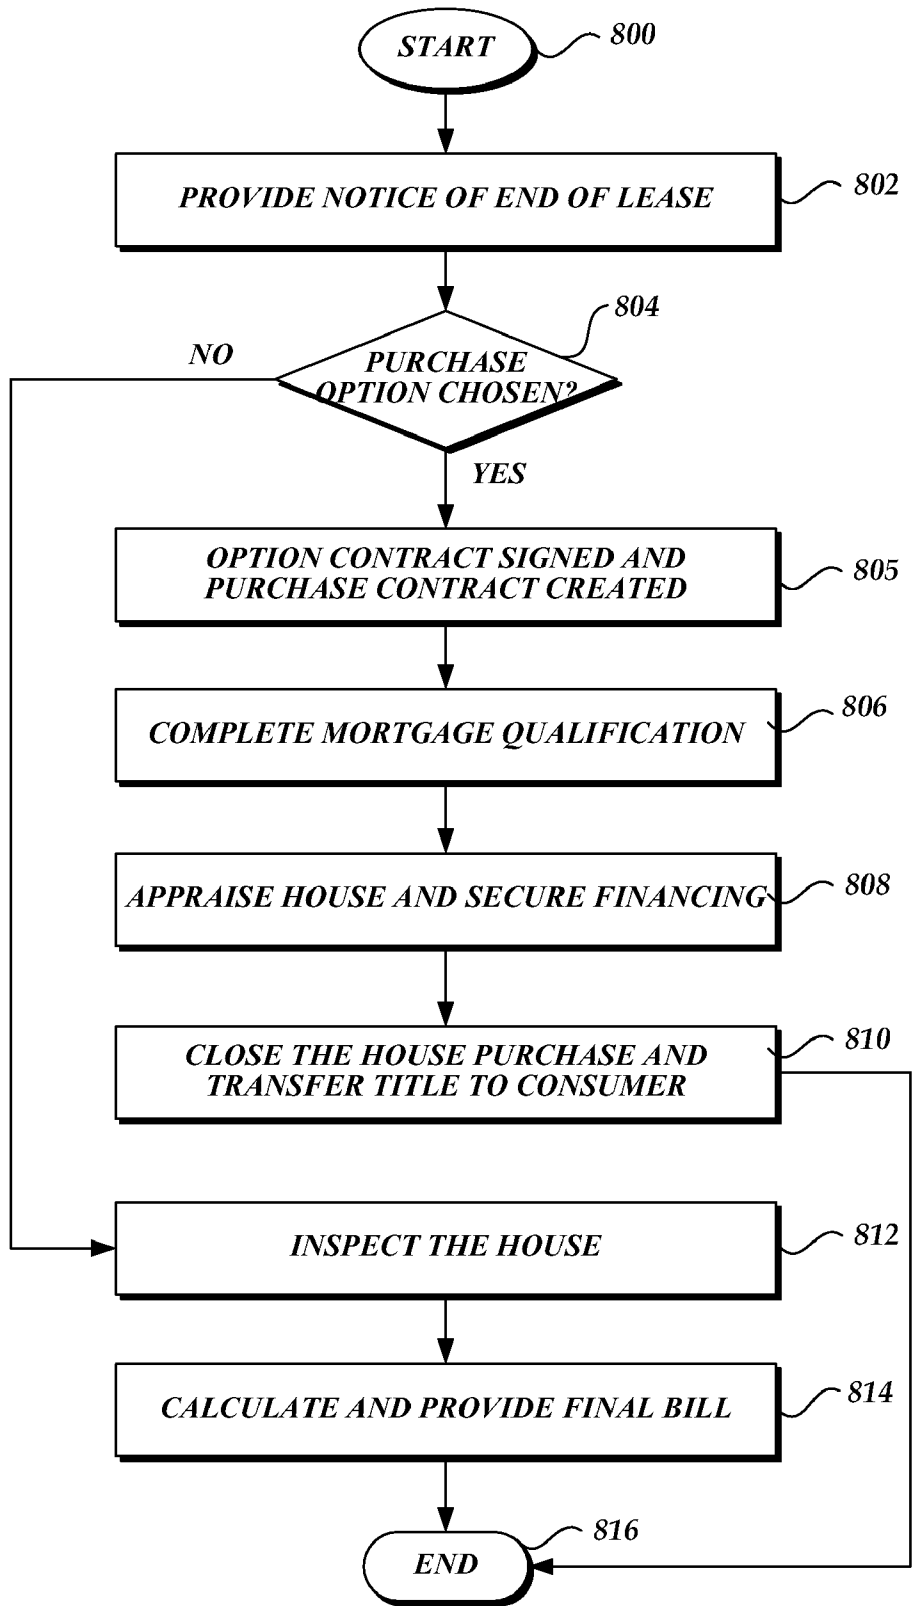 START
800
PROVIDE NOTICE OF END OF LEASE
802
804
NO
PURCHASE
OPTION CHOSEN?
YES
OPTION CONTRACT SIGNED AND
PURCHASE CONTRACT CREATED
805
COMPLETE MORTGAGE QUALIFICATION
806
APPRAISE HOUSE AND SECURE FINANCING
808
CLOSE THE HOUSE PURCHASE AND
TRANSFER TITLE TO CONSUMER
810
INSPECT THE HOUSE
812
CALCULATE AND PROVIDE FINAL BILL
814
END
816